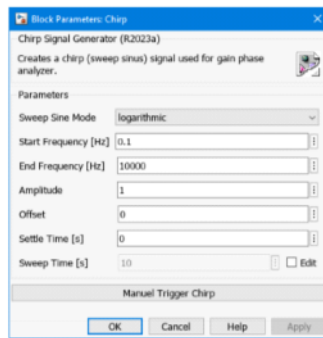 Block Parameters: Chirp
Chirp Signal Generator (R2023a)
Creates a chirp (sweep sinus) signal used for gain phase
analyzer.
Parameters
Sweep Sine Mode logarithmic
Start Frequency [Hz] 0.1
End Frequency [Hz] 10000
Amplitude 1
Offset 0
Settle Time [s] 0
Sweep Time [s] 10 Edit
Manuel Trigger Chirp
OK Cancel Help Apply